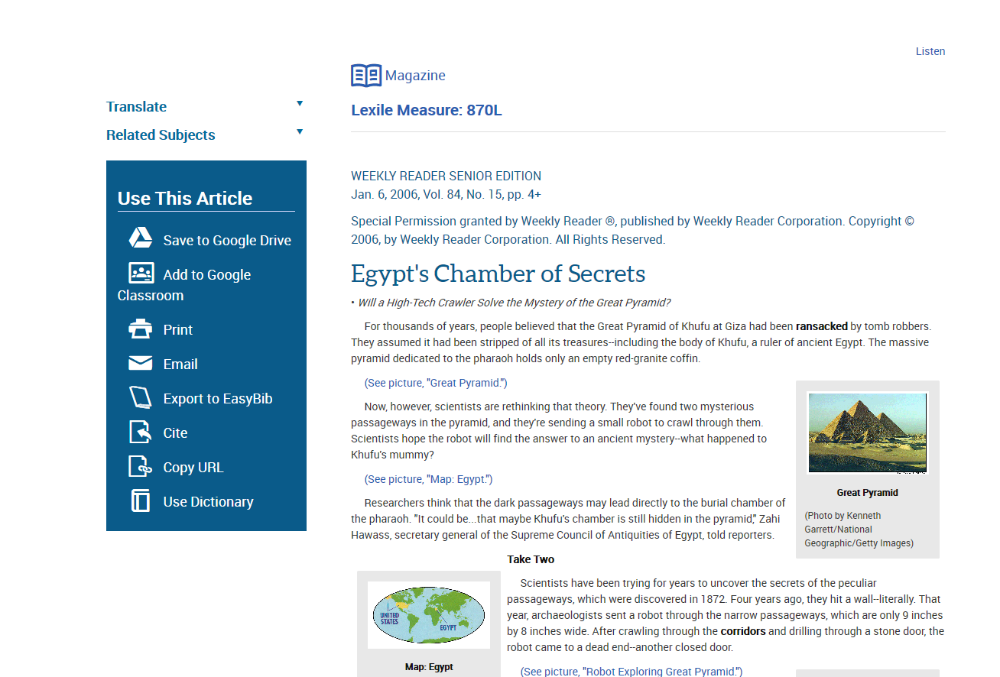 Listen
Magazine
Lexile Measure: 870L
Translate
Related Subjects
Use This Article
Save to Google Drive
Add to Google
Classroom
Print
Email
Export to EasyBib
Cite
Copy URL
Use Dictionary
WEEKLY READER SENIOR EDITION
Jan. 6, 2006, Vol. 84, No. 15, pp. 4+
Special Permission granted by Weekly Reader ®, published by Weekly Reader Corporation. Copyright ©
2006, by Weekly Reader Corporation. All Rights Reserved.
Egypt's Chamber of Secrets
• Will a High-Tech Crawler Solve the Mystery of the Great Pyramid?
For thousands of years, people believed that the Great Pyramid of Khufu at Giza had been ransacked by tomb robbers.
They assumed it had been stripped of all its treasures--including the body of Khufu, a ruler of ancient Egypt. The massive
pyramid dedicated to the pharaoh holds only an empty red-granite coffin.
(See picture, "Great Pyramid.")
Now, however, scientists are rethinking that theory. They've found two mysterious
passageways in the pyramid, and they're sending a small robot to crawl through them.
Scientists hope the robot will find the answer to an ancient mystery--what happened to
Khufu's mummy?
(See picture, "Map: Egypt.")
Researchers think that the dark passageways may lead directly to the burial chamber of
the pharaoh. "It could be...that maybe Khufu's chamber is still hidden in the pyramid," Zahi
Hawass, secretary general of the Supreme Council of Antiquities of Egypt, told reporters.
Great Pyramid
(Photo by Kenneth
Garrett/National
Geographic/Getty Images)
Take Two
Scientists have been trying for years to uncover the secrets of the peculiar
passageways, which were discovered in 1872. Four years ago, they hit a wall--literally. That
year, archaeologists sent a robot through the narrow passageways, which are only 9 inches
by 8 inches wide. After crawling through the corridors and drilling through a stone door, the
robot came to a dead end--another closed door.
(See picture, "Robot Exploring Great Pyramid.")
UNITED
STATES
EGYPT
Map: Egypt